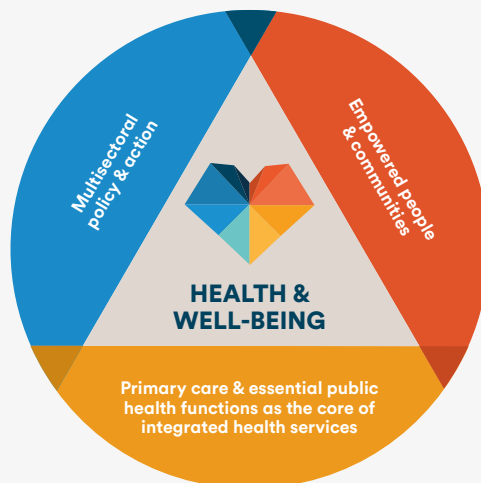 Multisectoral
policy & action
Empowered people
& communities
HEALTH &
WELL-BEING
Primary care & essential public
health functions as the core of
integrated health services